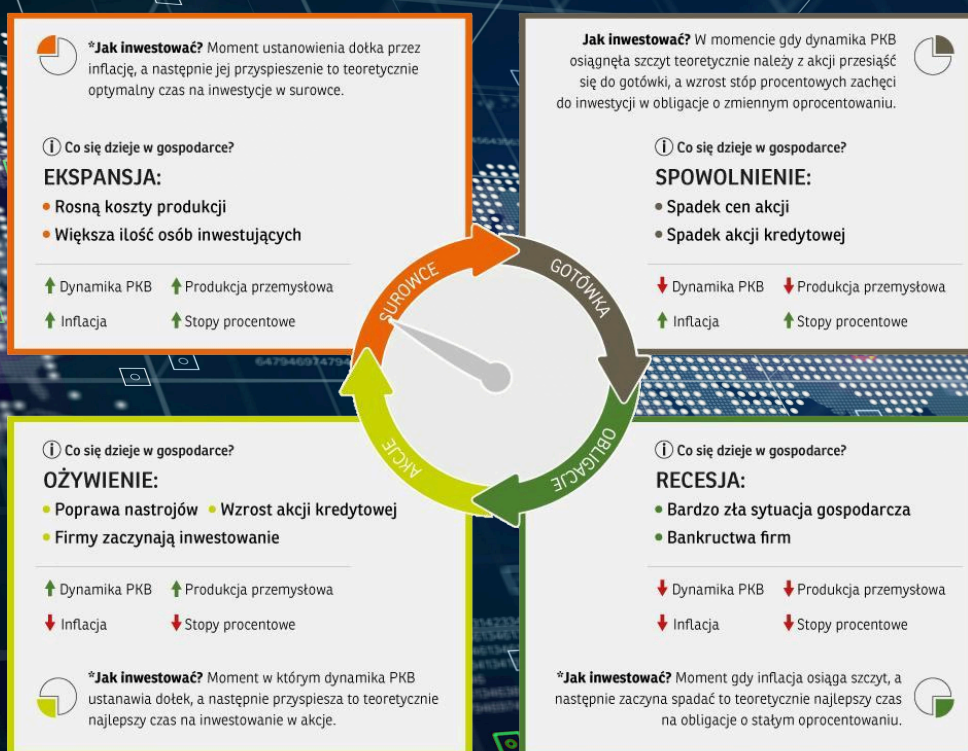 *Jak inwestować? Moment ustanowienia dołka przez
inflację, a następnie jej przyspieszenie to teoretycznie
optymalny czas na inwestycje w surowce.
Co się dzieje w gospodarce?
EKSPANSJA:
• Rosną koszty produkcji
• Większa ilość osób inwestujących
↑ Dynamika PKB ↑ Produkcja przemysłowa
↑ Inflacja ↑ Stopy procentowe
Jak inwestować? W momencie gdy dynamika PKB
osiągnęła szczyt teoretycznie należy z akcji przesiąść
się do gotówki, a wzrost stóp procentowych zachęci
do inwestycji w obligacje o zmiennym oprocentowaniu.
Co się dzieje w gospodarce?
SPOWOLNIENIE:
• Spadek cen akcji
• Spadek akcji kredytowej
↓ Dynamika PKB ↓ Produkcja przemysłowa
↑ Inflacja ↑ Stopy procentowe
SUROWCE
GOTÓWKA
AKCJE
OBLIGACJE
647946974794
Co się dzieje w gospodarce?
OŻYWIENIE:
• Poprawa nastrojów • Wzrost akcji kredytowej
• Firmy zaczynają inwestowanie
↑ Dynamika PKB ↑ Produkcja przemysłowa
↓ Inflacja ↓ Stopy procentowe
*Jak inwestować? Moment w którym dynamika PKB
ustanawia dołek, a następnie przyspiesza to teoretycznie
najlepszy czas na inwestowanie w akcje.
Co się dzieje w gospodarce?
RECESJA:
• Bardzo zła sytuacja gospodarcza
• Bankructwa firm
↓ Dynamika PKB ↓ Produkcja przemysłowa
↓ Inflacja ↓ Stopy procentowe
*Jak inwestować? Moment gdy inflacja osiąga szczyt, a
następnie zaczyna spadać to teoretycznie najlepszy czas
na obligacje o stałym oprocentowaniu.